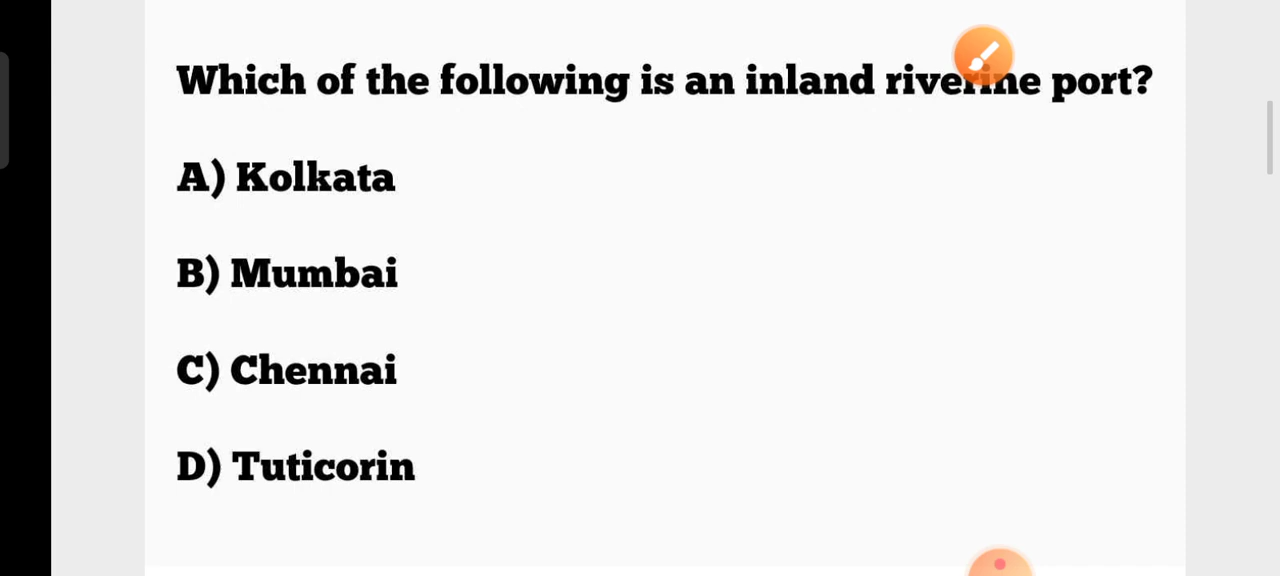 Which of the following is an inland riverine port?
A) Kolkata
B) Mumbai
C) Chennai
D) Tuticorin